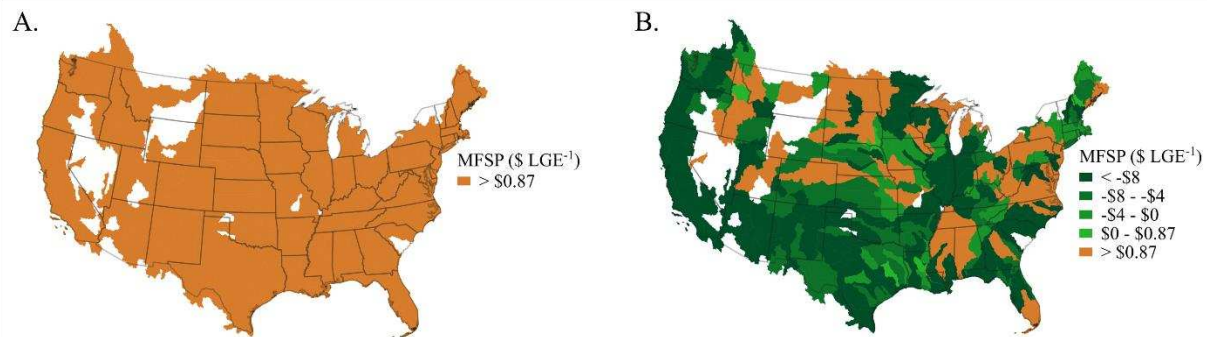 A.
MFSP ($ LGE⁻¹)
> $0.87
B.
MFSP ($ LGE⁻¹)
< -$8
-$8 - -$4
-$4 - $0
$0 - $0.87
> $0.87